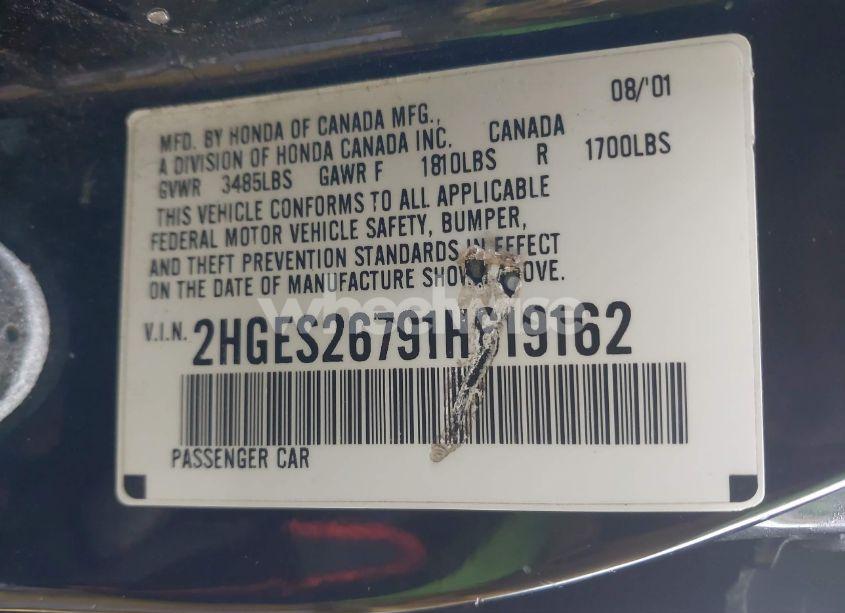 08/'01
MFD. BY HONDA OF CANADA MFG.,
A DIVISION OF HONDA CANADA INC. CANADA
GVWR 3485LBS GAWR F 1810LBS R 1700LBS
THIS VEHICLE CONFORMS TO ALL APPLICABLE
FEDERAL MOTOR VEHICLE SAFETY, BUMPER,
AND THEFT PREVENTION STANDARDS IN EFFECT
ON THE DATE OF MANUFACTURE
V.I.N.
PASSENGER CAR